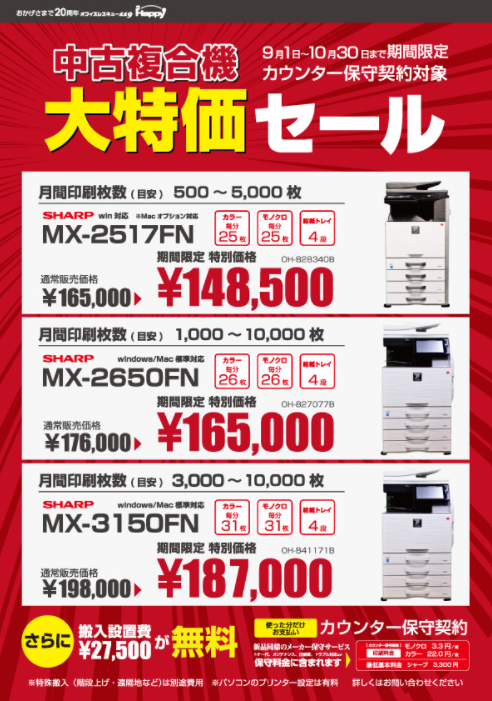 おかげさまで20周年 オフィスレスキュー009 Happy
9月1日〜10月30日まで期間限定
カウンター保守契約対象
中古複合機
大特価セール
月間印刷枚数(目安) 500 〜 5,000 枚
SHARP win 対応 ※Mac オプション対応
MX-2517FN
カラー 毎分 25枚
モノクロ 毎分 25枚
給紙トレイ 4段
期間限定 特別価格 OH-828340B
通常販売価格
¥165,000 ¥148,500
月間印刷枚数(目安) 1,000 〜 10,000 枚
SHARP windows/Mac 標準対応
MX-2650FN
カラー 毎分 26枚
モノクロ 毎分 26枚
給紙トレイ 4段
期間限定 特別価格 OH-827077B
通常販売価格
¥176,000 ¥165,000
月間印刷枚数(目安) 3,000 〜 10,000 枚
SHARP windows/Mac 標準対応
MX-3150FN
カラー 毎分 31枚
モノクロ 毎分 31枚
給紙トレイ 4段
期間限定 特別価格 OH-841171B
通常販売価格
¥198,000 ¥187,000
さらに
搬入設置費
¥27,500 が 無料
使った分だけ
お支払い
カウンター保守契約
新品同様のメーカー保守サービス
保守料金に含まれます
印刷料金 モノクロ 3.3 円/枚
カラー 22.0 円/枚
最低基本料金 シャープ 3,300 円
※特殊搬入(階段上げ・遠隔地など)は別途費用 ※パソコンのプリンター設定は有料 詳しくはお問い合わせください